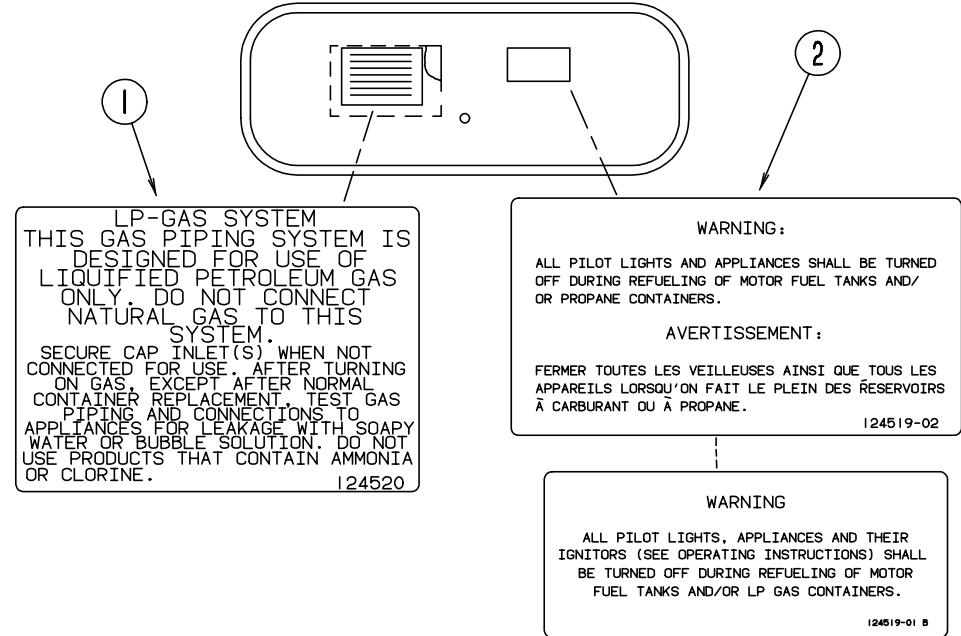 1
2
LP-GAS SYSTEM
THIS GAS PIPING SYSTEM IS
DESIGNED FOR USE OF
LIQUIFIED PETROLEUM GAS
ONLY. DO NOT CONNECT
NATURAL GAS TO THIS
SYSTEM.
SECURE CAP INLET(S) WHEN NOT
CONNECTED FOR USE. AFTER TURNING
ON GAS, EXCEPT AFTER NORMAL
CONTAINER REPLACEMENT, TEST GAS
PIPING AND CONNECTIONS TO
APPLIANCES FOR LEAKAGE WITH SOAPY
WATER OR BUBBLE SOLUTION. DO NOT
USE PRODUCTS THAT CONTAIN AMMONIA
OR CLORINE.
124520
WARNING:
ALL PILOT LIGHTS AND APPLIANCES SHALL BE TURNED
OFF DURING REFUELING OF MOTOR FUEL TANKS AND/
OR PROPANE CONTAINERS.
AVERTISSEMENT:
FERMER TOUTES LES VEILLEUSES AINSI QUE TOUS LES
APPAREILS LORSQU'ON FAIT LE PLEIN DES RESERVOIRS
À CARBURANT OU À PROPANE.
124519-02
WARNING
ALL PILOT LIGHTS, APPLIANCES AND THEIR
IGNITORS (SEE OPERATING INSTRUCTIONS) SHALL
BE TURNED OFF DURING REFUELING OF MOTOR
FUEL TANKS AND/OR LP GAS CONTAINERS.
124519-01 B